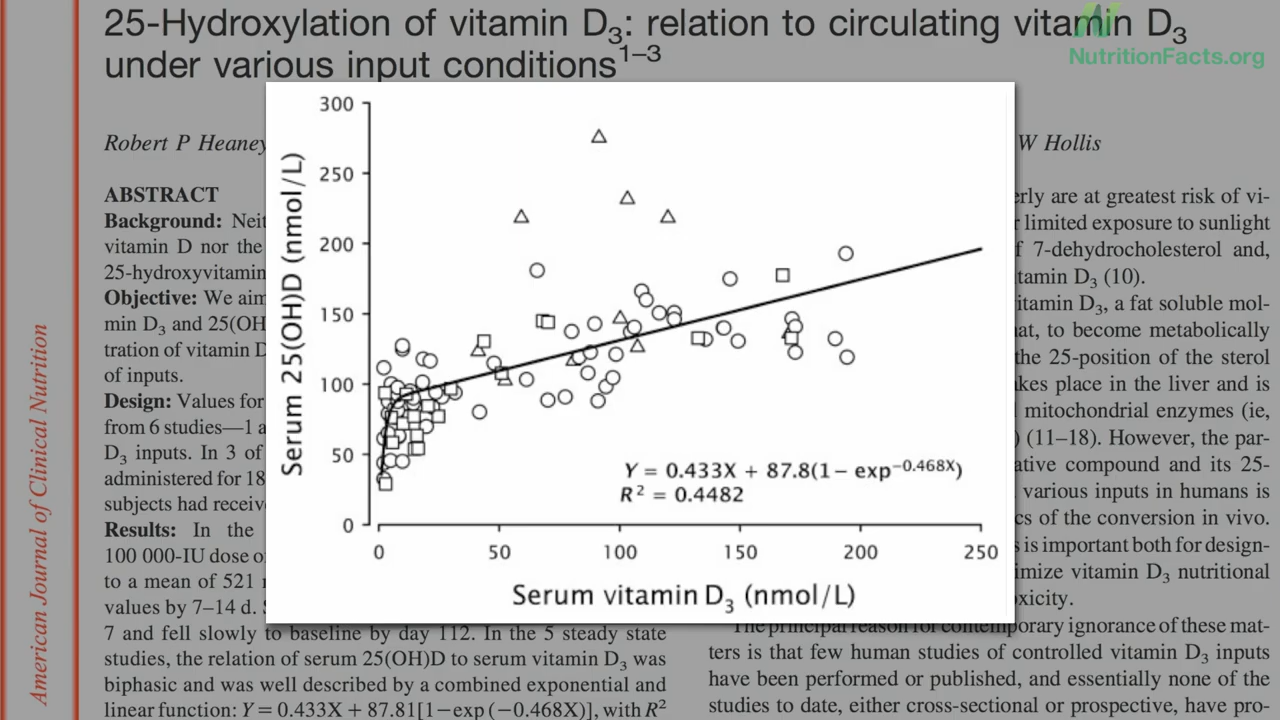 25-Hydroxylation of vitamin D3: relation to circulating vitamin D3
under various input conditions1–3
NutritionFacts.org
Robert P Heaney
W Hollis
American Journal of Clinical Nutrition
ABSTRACT
Background: Neit
vitamin D nor the
25-hydroxyvitamin
Objective: We aim
min D3 and 25(OH
tration of vitamin D
of inputs.
Design: Values for
from 6 studies—1 a
D3 inputs. In 3 of
administered for 18
subjects had receiv
Results: In the
100 000-IU dose o
to a mean of 521
values by 7–14 d.
7 and fell slowly to baseline by day 112. In the 5 steady state
studies, the relation of serum 25(OH)D to serum vitamin D3 was
biphasic and was well described by a combined exponential and
linear function: Y = 0.433X + 87.81[1−exp (−0.468X)], with R2
300
250
200
150
100
50
0
Serum 25(OH)D (nmol/L)
Y = 0.433X + 87.8(1− exp−0.468X)
R2 = 0.4482
0 50 100 150 200 250
Serum vitamin D3 (nmol/L)
erly are at greatest risk of vi-
limited exposure to sunlight
f 7-dehydrocholesterol and,
tamin D3 (10).
itamin D3, a fat soluble mol-
at, to become metabolically
the 25-position of the sterol
akes place in the liver and is
mitochondrial enzymes (ie,
) (11–18). However, the par-
ative compound and its 25-
various inputs in humans is
cs of the conversion in vivo.
s is important both for design-
imize vitamin D3 nutritional
oxicity.
The principal reason for contemporary ignorance of these mat-
ters is that few human studies of controlled vitamin D3 inputs
have been performed or published, and essentially none of the
studies to date, either cross-sectional or prospective, have pro-